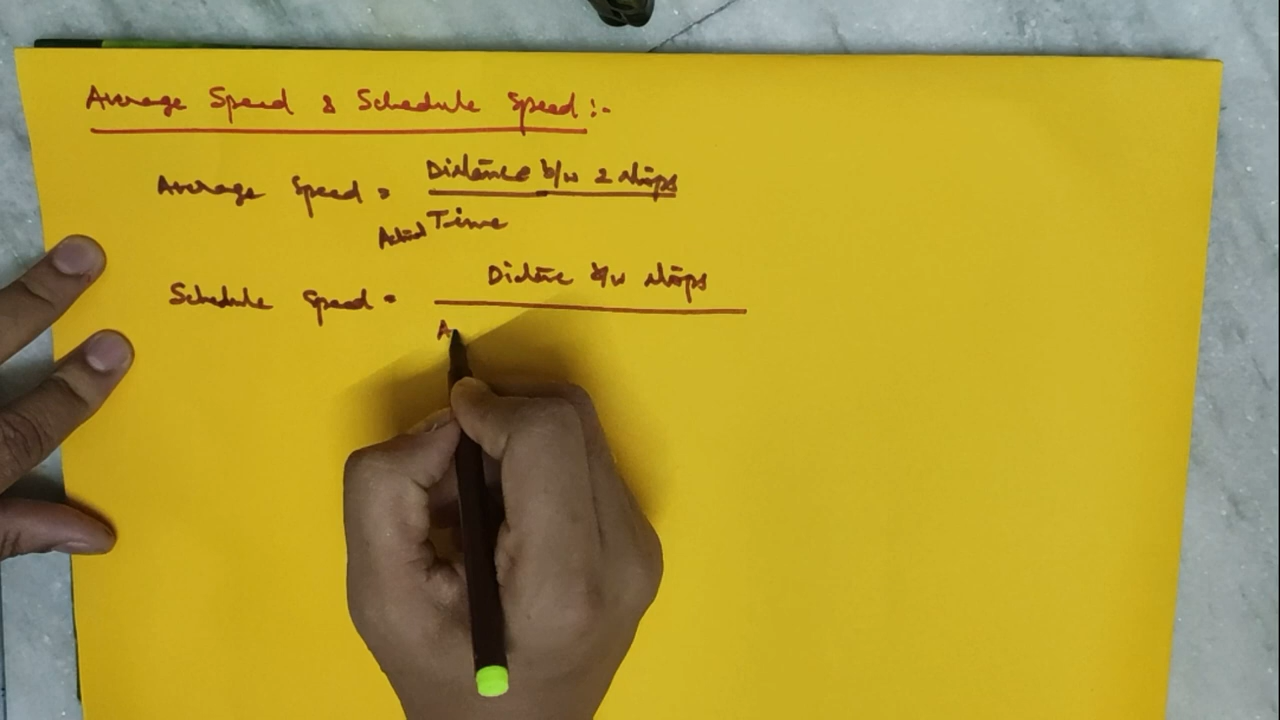 Average Speed & Schedule Speed:-
Average Speed = Distance b/w 2 stops
Actual Time
Schedule Speed = Distance b/w stops
A